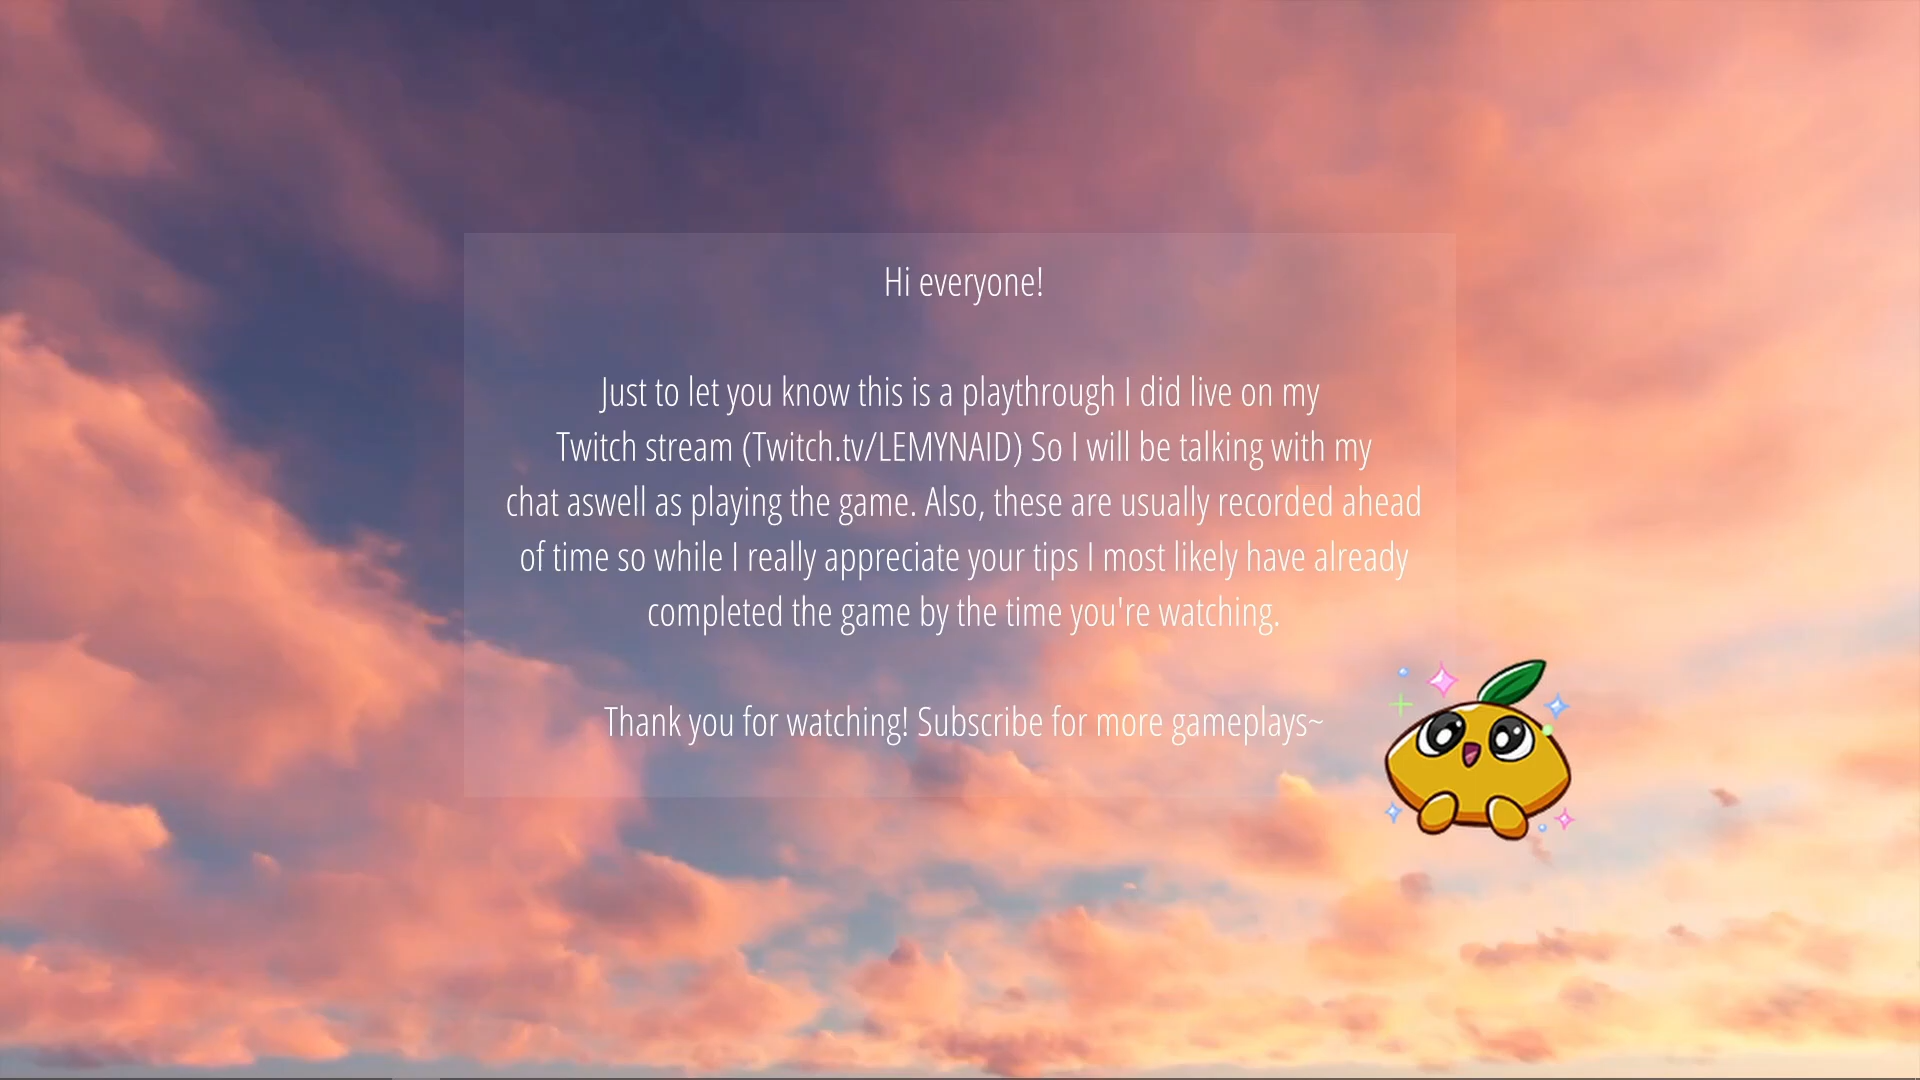 Hi everyone!
Just to let you know this is a playthrough I did live on my
Twitch stream (Twitch.tv/LEMYNAID) So I will be talking with my
chat aswell as playing the game. Also, these are usually recorded ahead
of time so while I really appreciate your tips I most likely have already
completed the game by the time you're watching.
Thank you for watching! Subscribe for more gameplays~